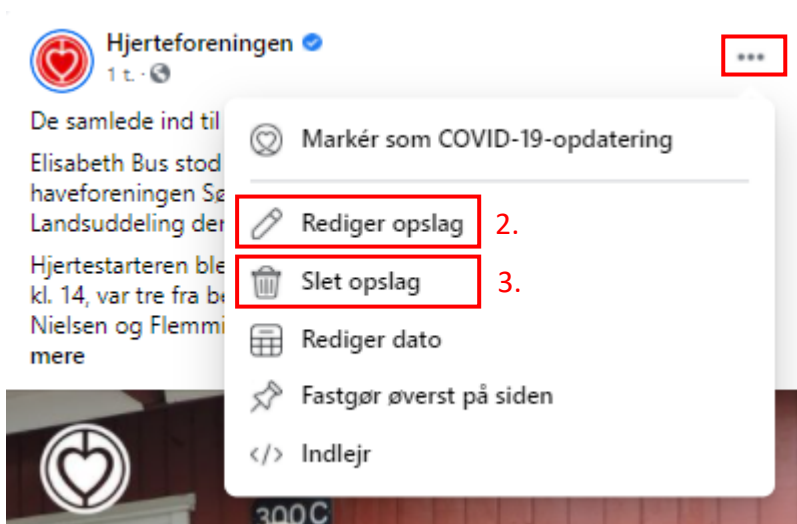 Hjerteforeningen
1 t. ·
De samlede ind til
Elisabeth Bus stod
haveforeningen Sø
Landsuddeling der
Hjertestarteren ble
kl. 14, var tre fra be
Nielsen og Flemmi
mere
Markér som COVID-19-opdatering
Rediger opslag 2.
Slet opslag 3.
Rediger dato
Fastgør øverst på siden
</> Indlejr
300C